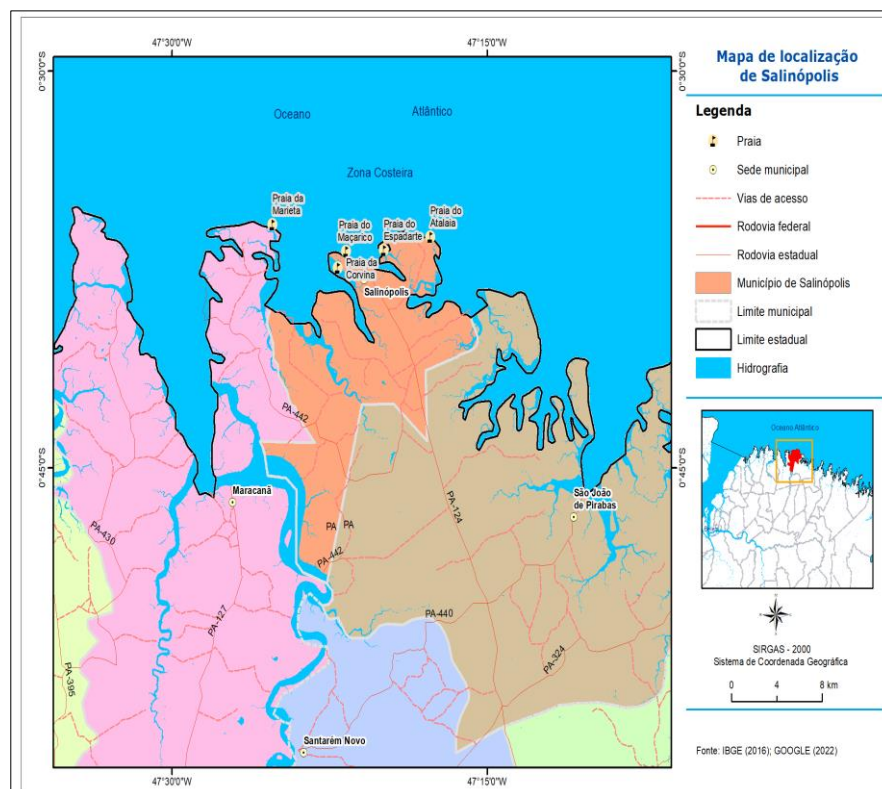 47°30'0"W
47°15'0"W
0°30'0"S
0°30'0"S
Oceano
Atlântico
Zona Costeira
Praia da
Marieta
Praia do
Maçarico
Praia do
Espadarte
Praia do
Atalaia
Praia da
Corvina
Salinópolis
PA-442
0°45'0"S
0°45'0"S
Maracanã
São João
de Pirabas
PA-124
PA
PA
PA-430
PA-442
PA-127
PA-440
PA-324
PA-395
Santarém Novo
47°30'0"W
47°15'0"W
Mapa de localização
de Salinópolis
Legenda
Praia
Sede municipal
Vias de acesso
Rodovia federal
Rodovia estadual
Município de Salinópolis
Limite municipal
Limite estadual
Hidrografia
Oceano Atlântico
SIRGAS - 2000
Sistema de Coordenada Geográfica
0 4 8 km
Fonte: IBGE (2016); GOOGLE (2022)